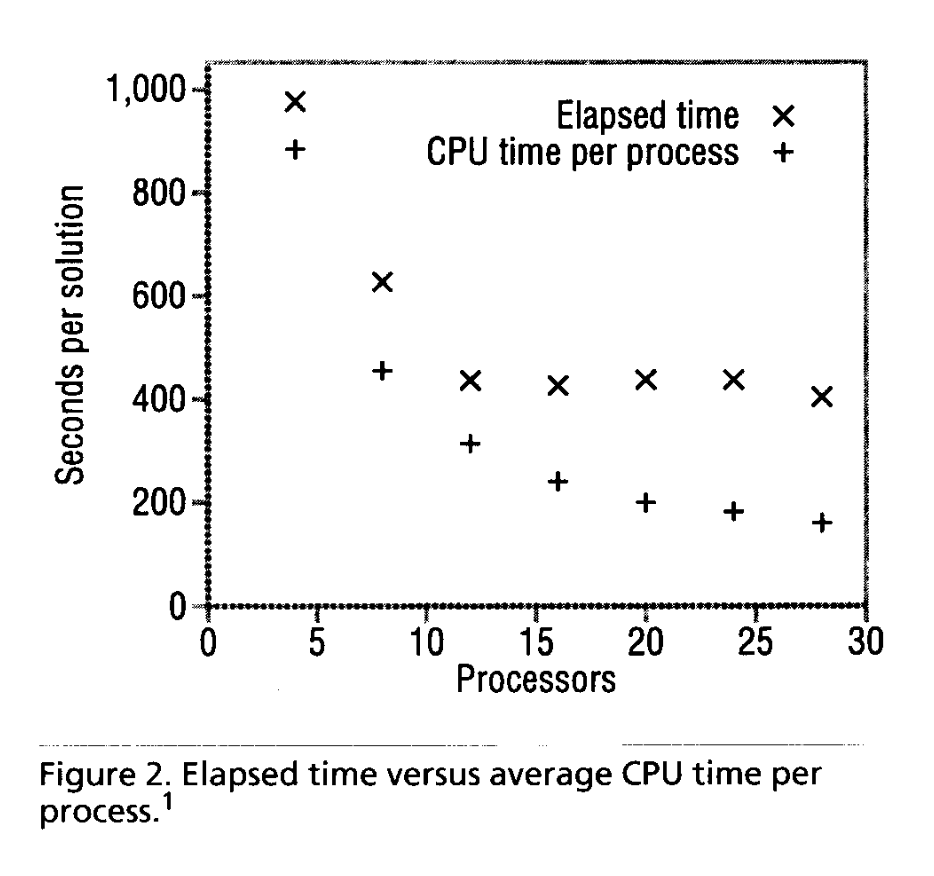 1,000
800
600
400
200
0
Seconds per solution
Elapsed time ×
CPU time per process +
0 5 10 15 20 25 30
Processors
Figure 2. Elapsed time versus average CPU time per
process.1